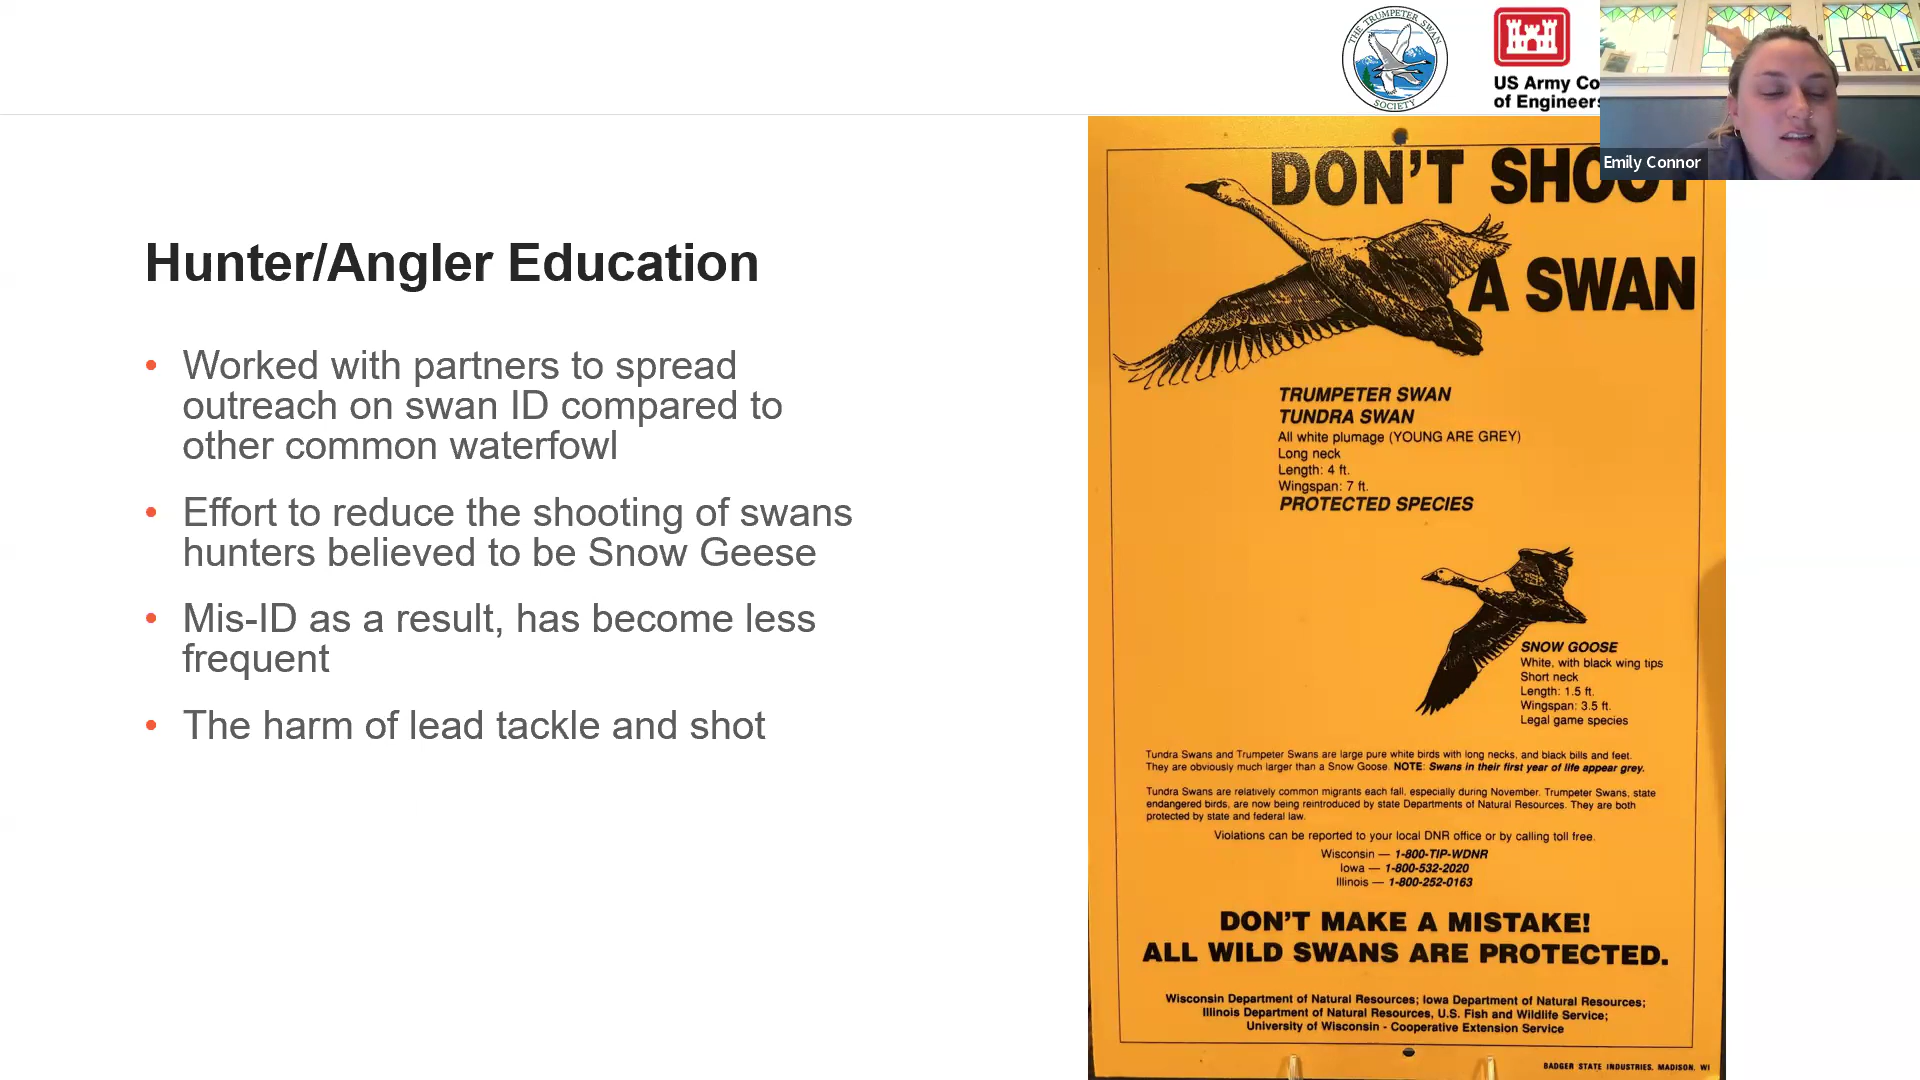 THE TRUMPETER SWAN
SOCIETY
US Army Co
of Engineers
Emily Connor
Hunter/Angler Education
• Worked with partners to spread
outreach on swan ID compared to
other common waterfowl
• Effort to reduce the shooting of swans
hunters believed to be Snow Geese
• Mis-ID as a result, has become less
frequent
• The harm of lead tackle and shot
DON'T SHOOT
A SWAN
TRUMPETER SWAN
TUNDRA SWAN
All white plumage (YOUNG ARE GREY)
Long neck
Length: 4 ft.
Wingspan: 7 ft.
PROTECTED SPECIES
SNOW GOOSE
White, with black wing tips
Short neck
Length: 1.5 ft.
Wingspan: 3.5 ft.
Legal game species
Tundra Swans and Trumpeter Swans are large pure white birds with long necks, and black bills and feet.
They are obviously much larger than a Snow Goose. NOTE: Swans in their first year of life appear grey.
Tundra Swans are relatively common migrants each fall, especially during November. Trumpeter Swans, state
endangered birds, are now being reintroduced by state Departments of Natural Resources. They are both
protected by state and federal law.
Violations can be reported to your local DNR office or by calling toll free.
Wisconsin — 1-800-TIP-WDNR
Iowa — 1-800-532-2020
Illinois — 1-800-252-0163
DON'T MAKE A MISTAKE!
ALL WILD SWANS ARE PROTECTED.
Wisconsin Department of Natural Resources; Iowa Department of Natural Resources;
Illinois Department of Natural Resources, U.S. Fish and Wildlife Service;
University of Wisconsin - Cooperative Extension Service
BADGER STATE INDUSTRIES, MADISON, WI